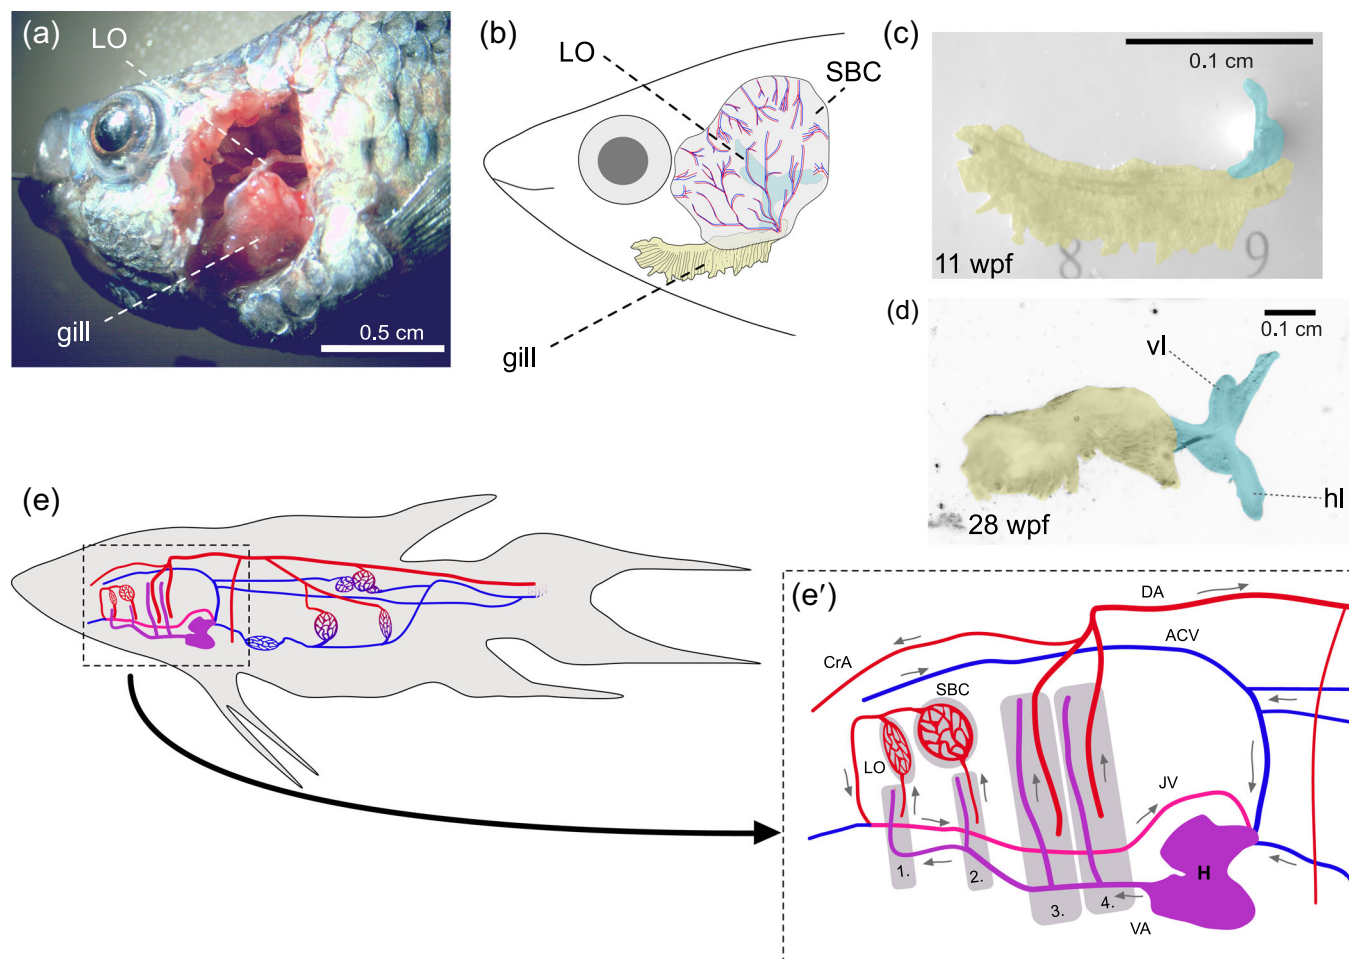 (a)
LO
gill
0.5 cm
(b)
LO
SBC
gill
(c)
0.1 cm
11 wpf
8
9
(d)
0.1 cm
vl
hl
28 wpf
(e)
(e′)
DA
ACV
CrA
SBC
LO
JV
H
1.
2.
3.
4.
VA